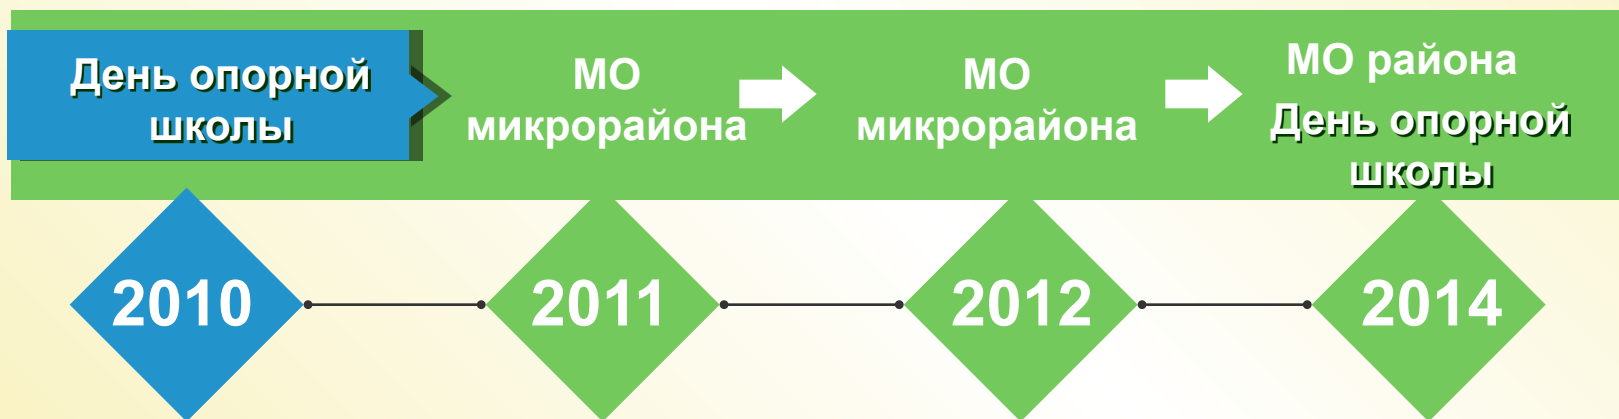 День опорной
школы
МО
микрорайона
МО
микрорайона
МО района
День опорной
школы
2010
2011
2012
2014